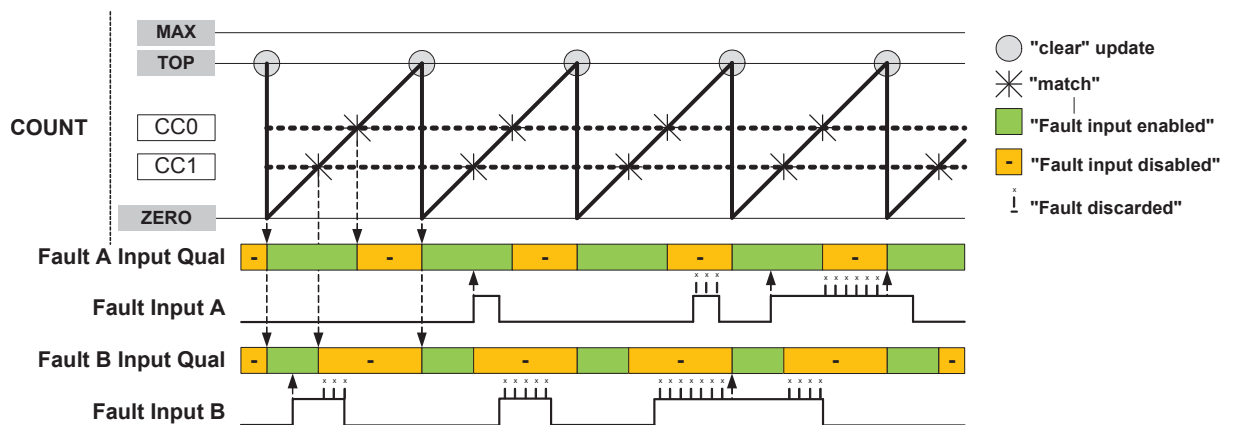 MAX
"clear" update
TOP
"match"
COUNT
CC0
"Fault input enabled"
CC1
- "Fault input disabled"
ZERO
x "Fault discarded"
Fault A Input Qual - - - - -
x x x x x x x x x
Fault Input A
Fault B Input Qual - - - - - -
x x x x x x x x x x x x x x x x x x x
Fault Input B